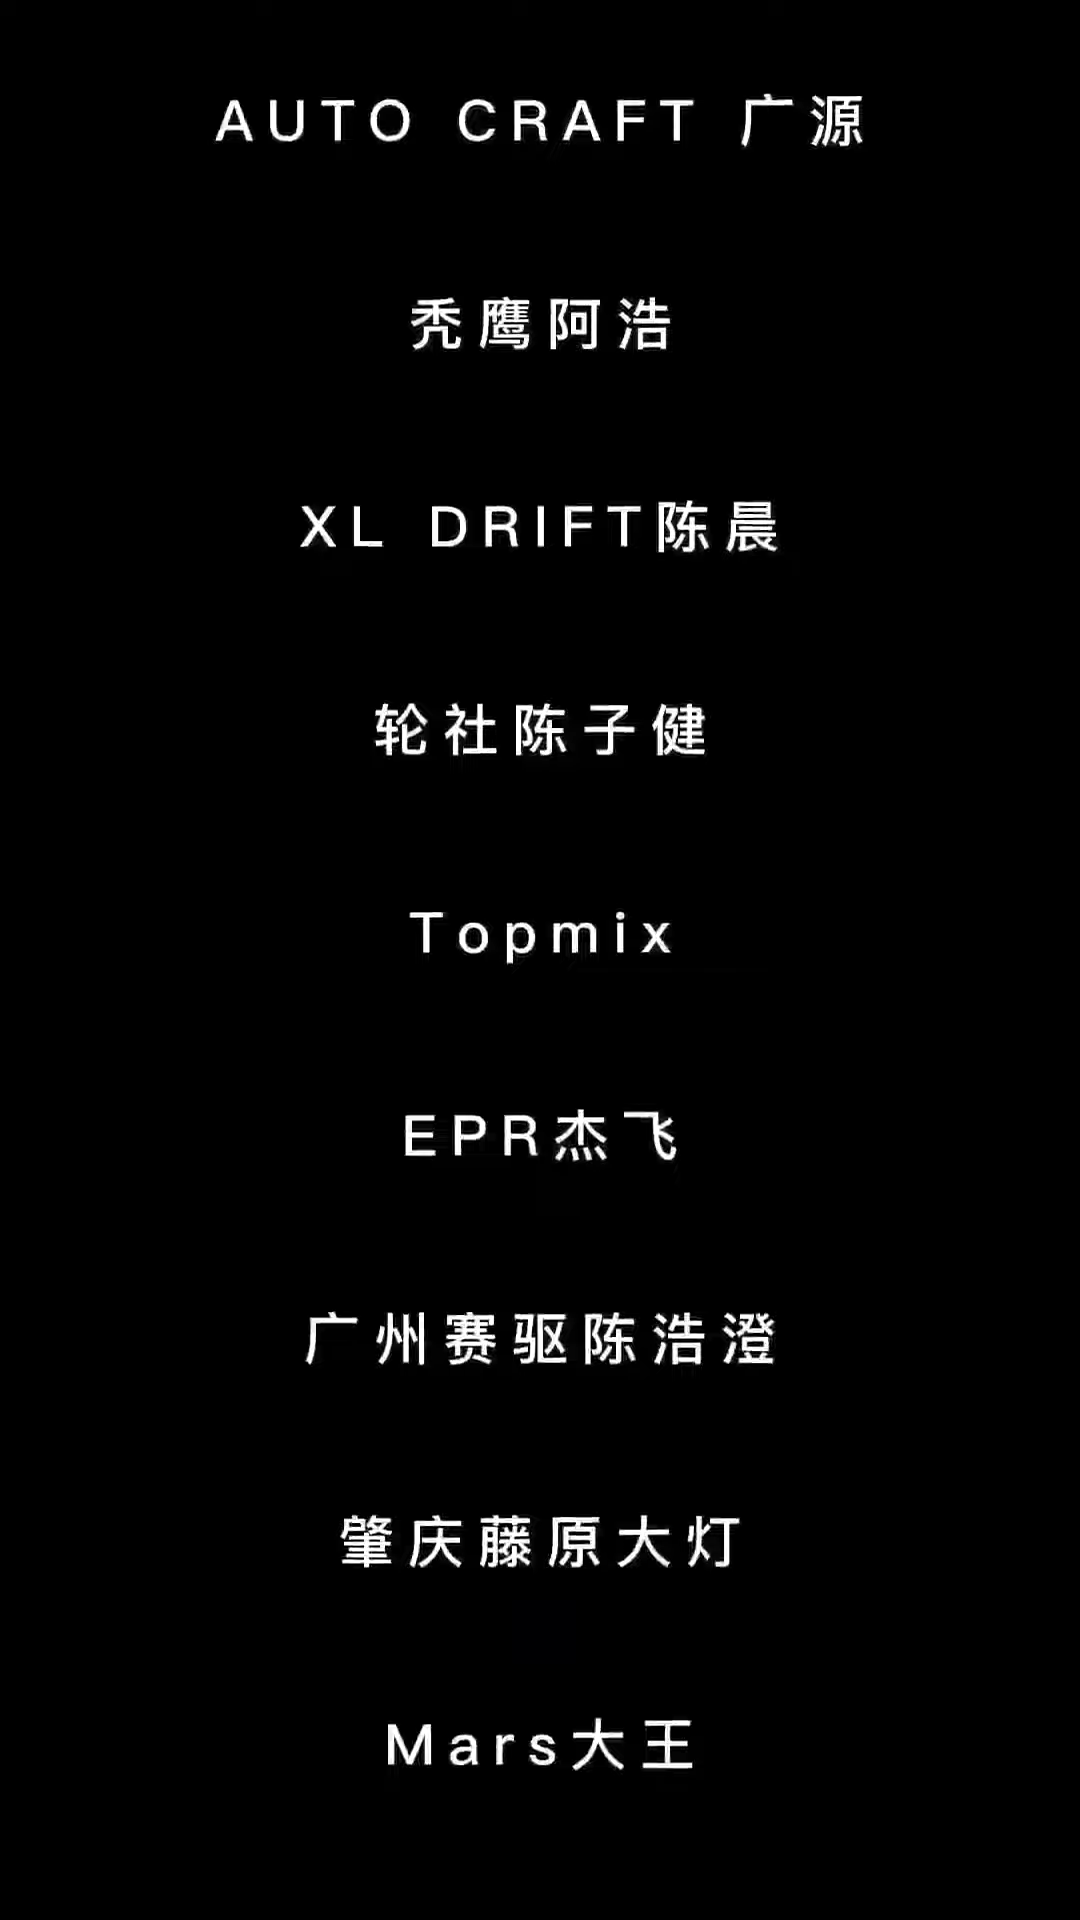 AUTO CRAFT 广源
秃鹰阿浩
XL DRIFT陈晨
轮社陈子健
Topmix
EPR杰飞
广州赛驱陈浩澄
肇庆藤原大灯
Mars大王